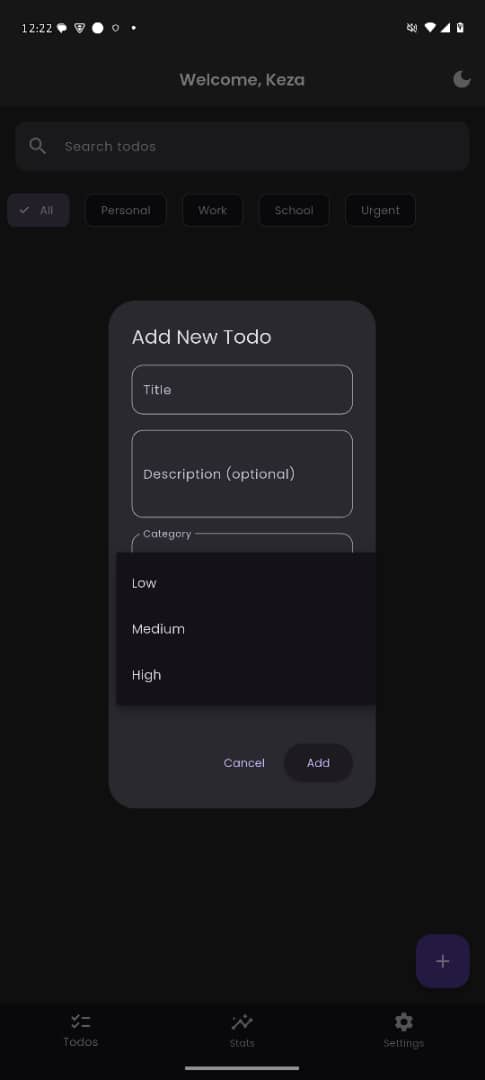 12:22
Welcome, Keza
Search todos
All Personal Work School Urgent
Add New Todo
Title
Description (optional)
Category
Low
Medium
High
Cancel Add
Todos Stats Settings